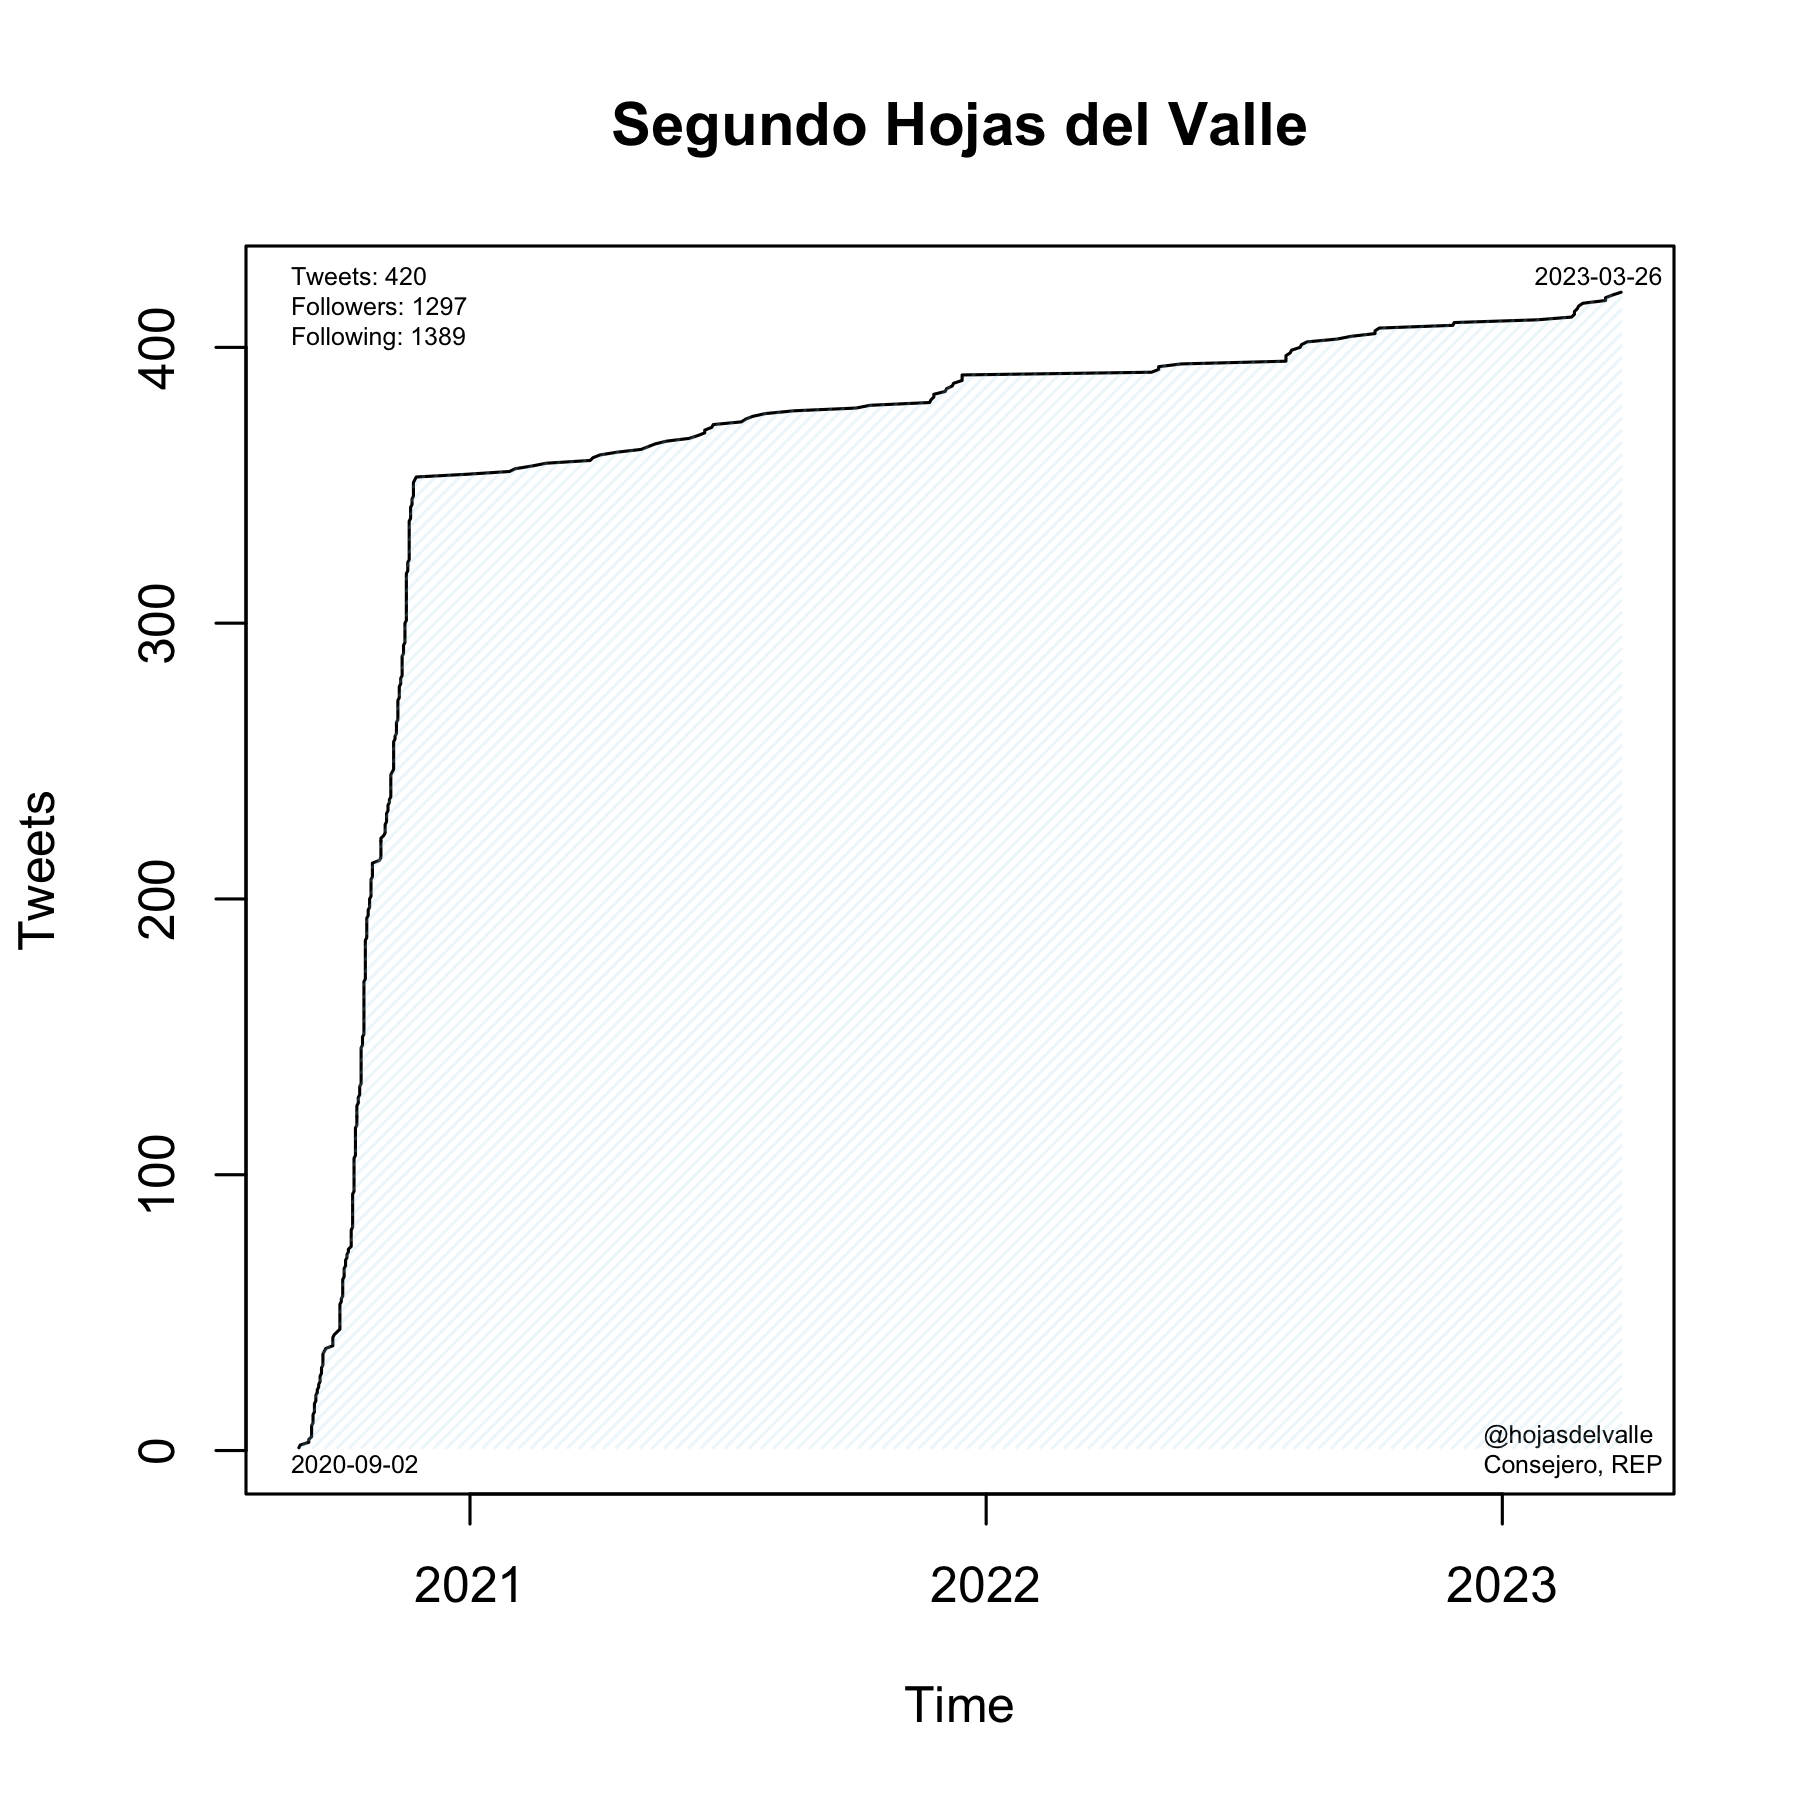 Segundo Hojas del Valle
Tweets: 420
Followers: 1297
Following: 1389
2023-03-26
400
300
200
100
0
Tweets
@hojasdelvalle
Consejero, REP
2020-09-02
2021
2022
2023
Time